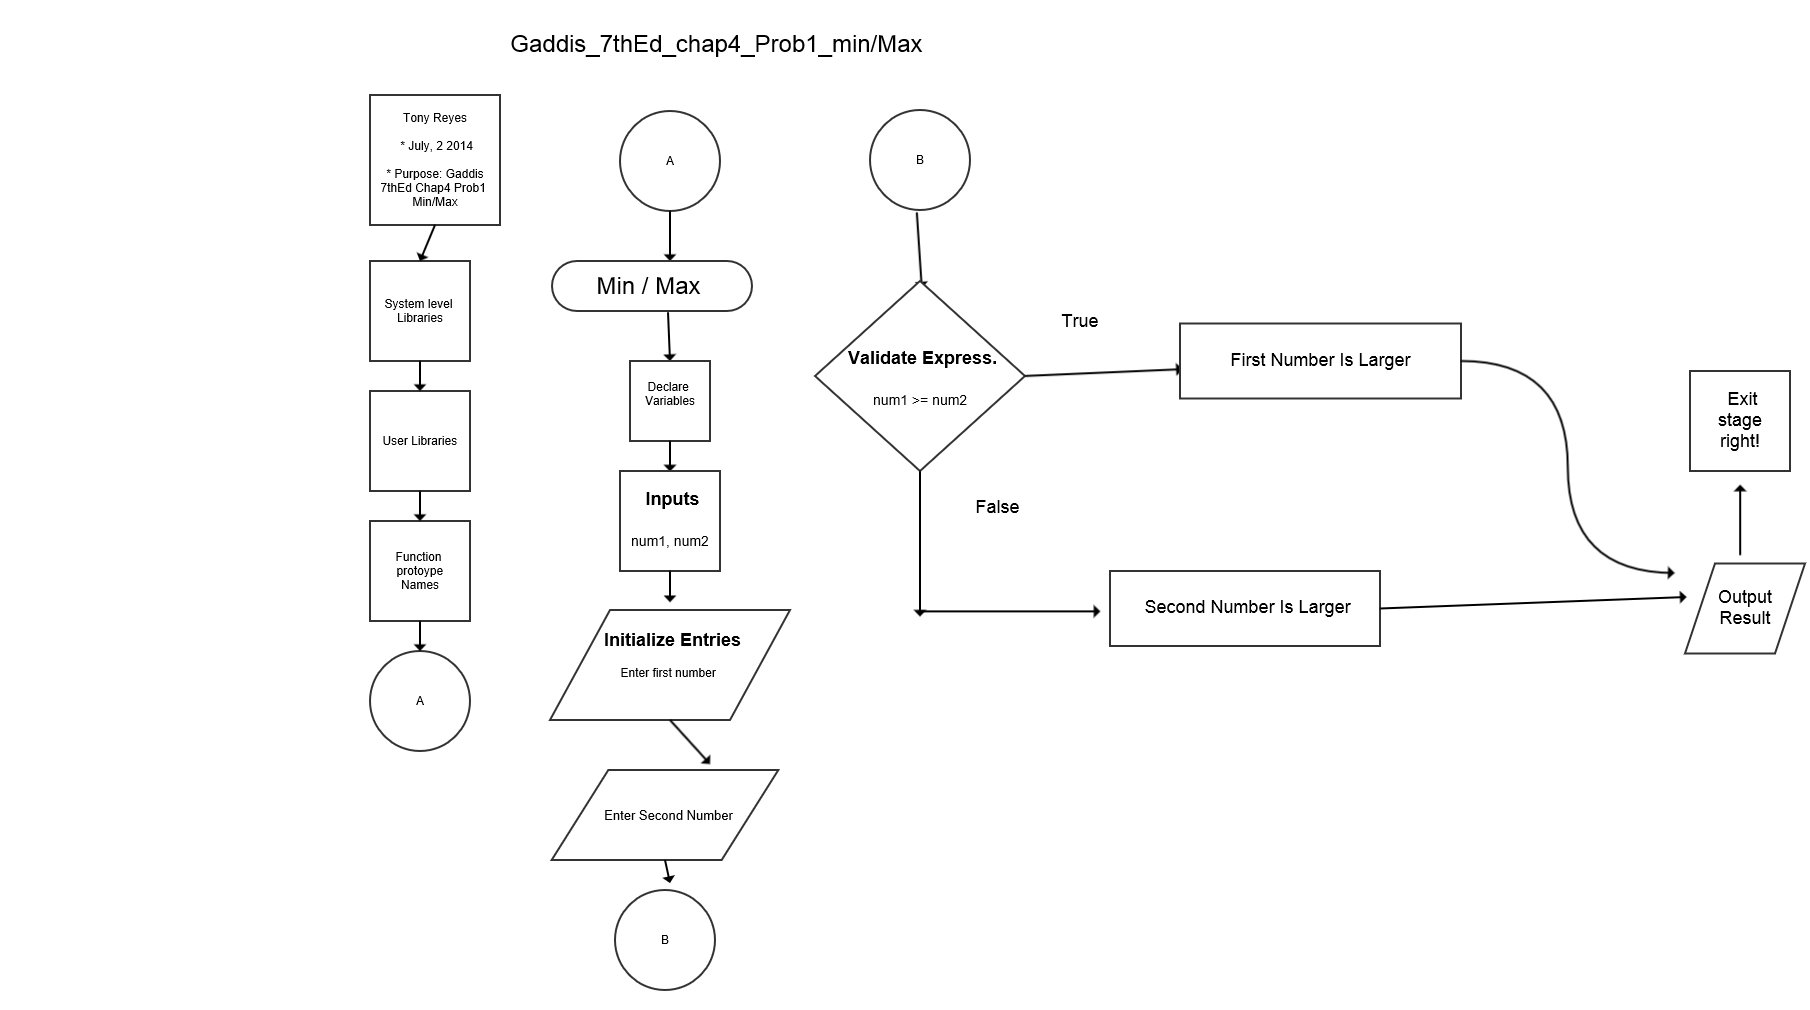 Gaddis_7thEd_chap4_Prob1_min/Max
Tony Reyes
* July, 2 2014
* Purpose: Gaddis
7thEd Chap4 Prob1
Min/Max
System level
Libraries
User Libraries
Function
protoype
Names
A
A
Min / Max
Declare
Variables
Inputs
num1, num2
Initialize Entries
Enter first number
Enter Second Number
B
B
Validate Express.
num1 >= num2
True
First Number Is Larger
False
Second Number Is Larger
Exit
stage
right!
Output
Result